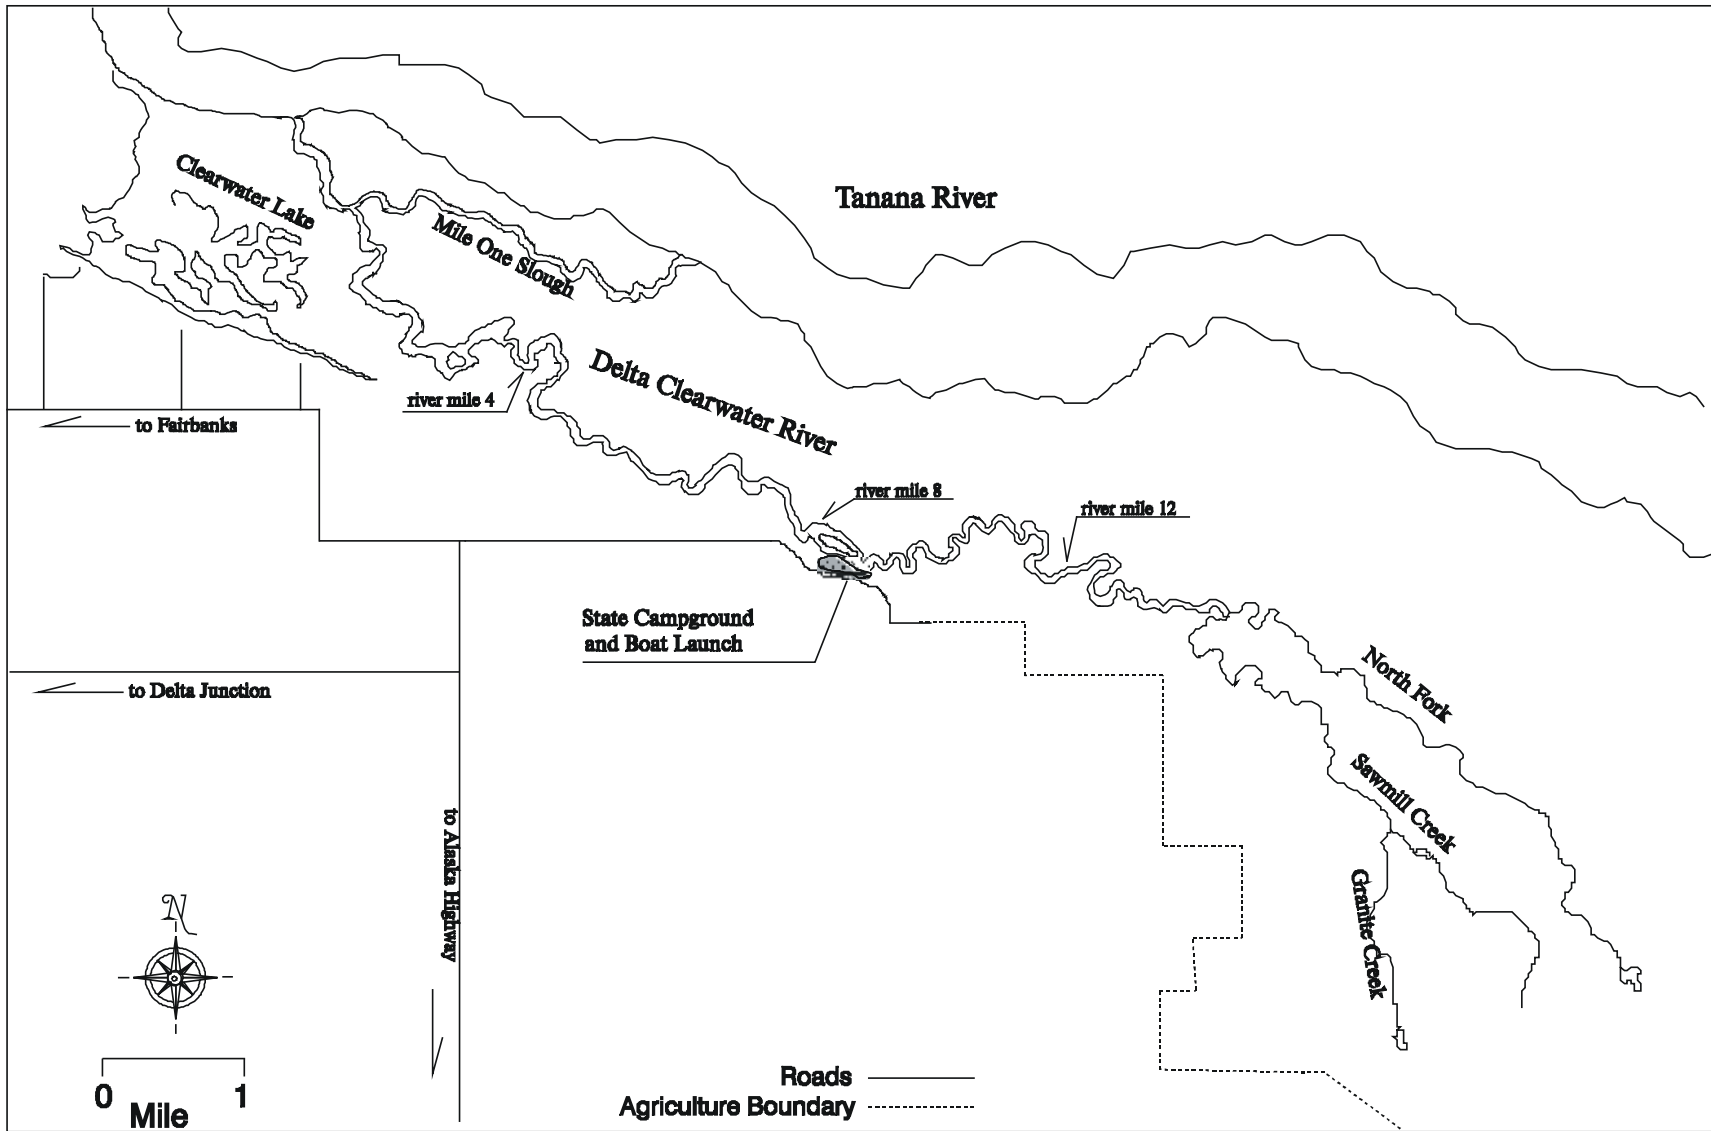 Clearwater Lake
Tanana River
Mile One Slough
Delta Clearwater River
river mile 4
to Fairbanks
river mile 8
river mile 12
State Campground
and Boat Launch
North Fork
to Delta Junction
Sawmill Creek
to Alaska Highway
Granite Creek
N
0 1
Mile
Roads
Agriculture Boundary